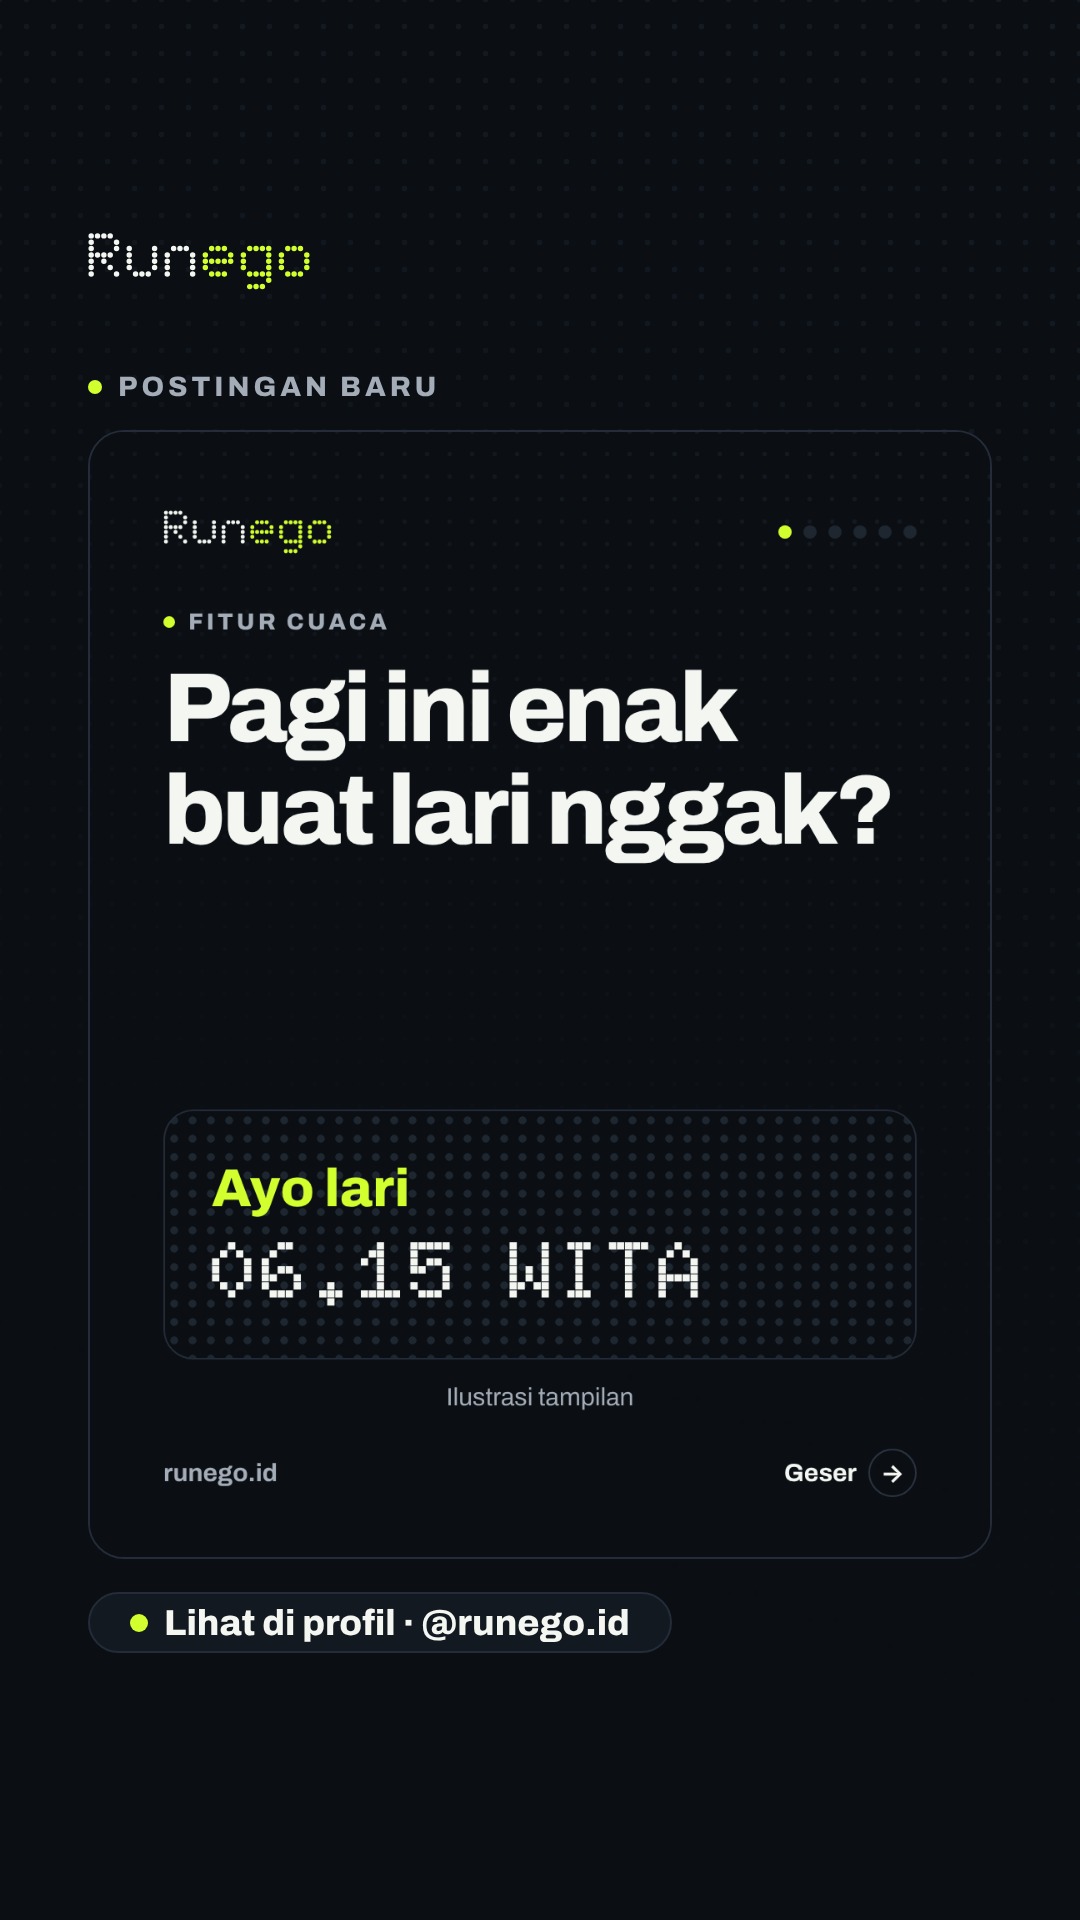 Runego
POSTINGAN BARU
Runego
FITUR CUACA
Pagi ini enak
buat lari nggak?
Ayo lari
06.15 WITA
Ilustrasi tampilan
runego.id
Geser →
Lihat di profil · @runego.id